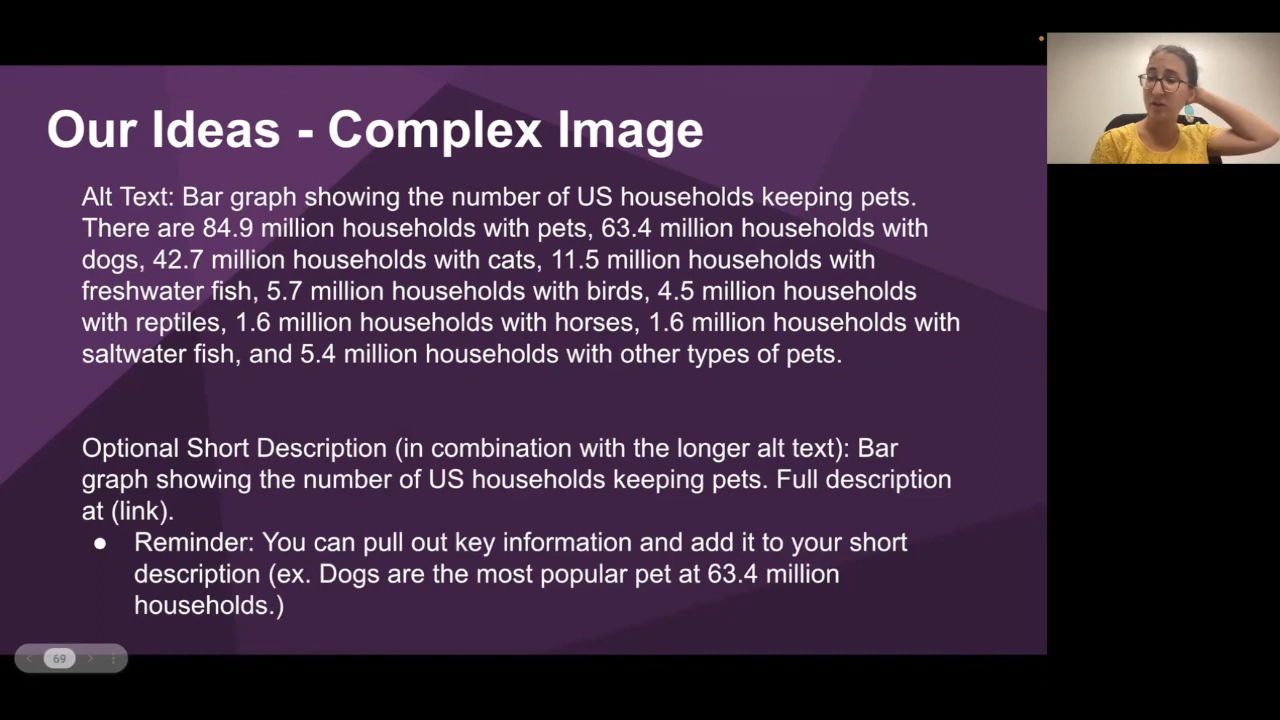 Our Ideas - Complex Image
Alt Text: Bar graph showing the number of US households keeping pets.
There are 84.9 million households with pets, 63.4 million households with
dogs, 42.7 million households with cats, 11.5 million households with
freshwater fish, 5.7 million households with birds, 4.5 million households
with reptiles, 1.6 million households with horses, 1.6 million households with
saltwater fish, and 5.4 million households with other types of pets.
Optional Short Description (in combination with the longer alt text): Bar
graph showing the number of US households keeping pets. Full description
at (link).
● Reminder: You can pull out key information and add it to your short
description (ex. Dogs are the most popular pet at 63.4 million
households.)
69